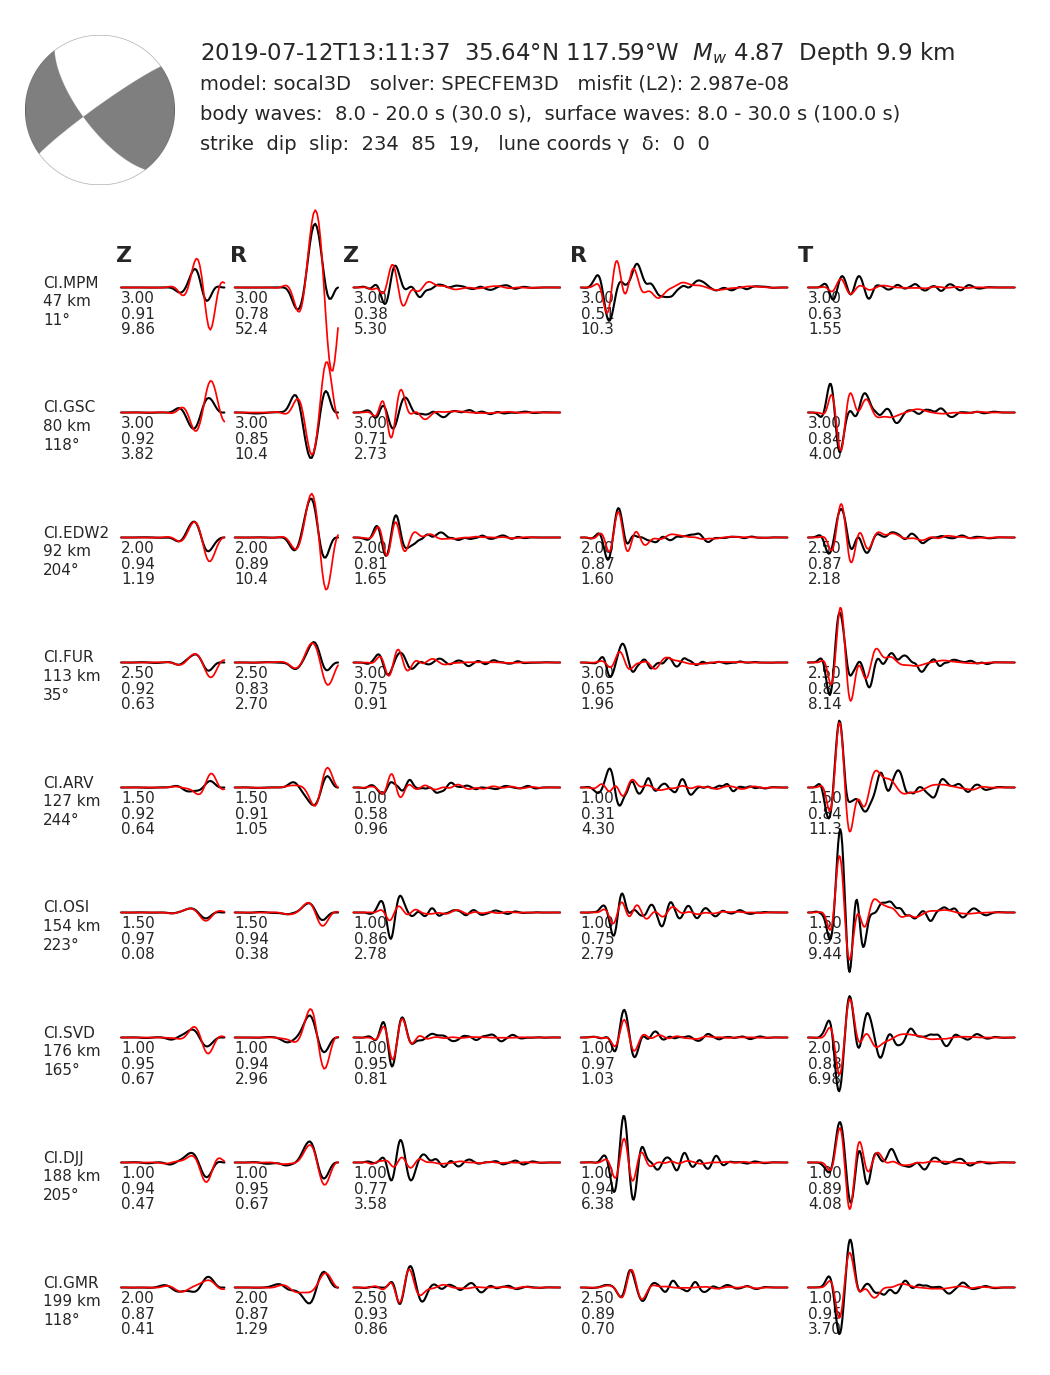 2019-07-12T13:11:37  35.64°N 117.59°W  Mw 4.87  Depth 9.9 km
model: socal3D   solver: SPECFEM3D   misfit (L2): 2.987e-08
body waves:  8.0 - 20.0 s (30.0 s),  surface waves: 8.0 - 30.0 s (100.0 s)
strike  dip  slip:  234  85  19,   lune coords γ  δ:  0  0
Z R Z R T
CI.MPM
47 km
11°
3.00 3.00 3.00 3.00 3.00
0.91 0.78 0.38 0.63
9.86 52.4 5.30 10.3 1.55
CI.GSC
80 km
118°
3.00 3.00 3.00 3.00
0.92 0.85 0.71 0.84
3.82 10.4 2.73 4.00
CI.EDW2
92 km
204°
2.00 2.00 2.00 2.00 2.50
0.94 0.89 0.81 0.87 0.87
1.19 10.4 1.65 1.60 2.18
CI.FUR
113 km
35°
2.50 2.50 3.00 3.00 2.50
0.92 0.83 0.75 0.65 0.82
0.63 2.70 0.91 1.96 8.14
CI.ARV
127 km
244°
1.50 1.50 1.00 1.00 1.50
0.92 0.91 0.58 0.31 0.84
0.64 1.05 0.96 4.30 11.3
CI.OSI
154 km
223°
1.50 1.50 1.00 1.00 1.50
0.97 0.94 0.86 0.75 0.93
0.08 0.38 2.78 2.79 9.44
CI.SVD
176 km
165°
1.00 1.00 1.00 1.00 2.00
0.95 0.94 0.95 0.97 0.88
0.67 2.96 0.81 1.03 6.98
CI.DJJ
188 km
205°
1.00 1.00 1.00 1.00 1.00
0.94 0.95 0.77 0.94 0.89
0.47 0.67 3.58 6.38 4.08
CI.GMR
199 km
118°
2.00 2.00 2.50 2.50 1.00
0.87 0.87 0.93 0.89
0.41 1.29 0.86 0.70 3.70